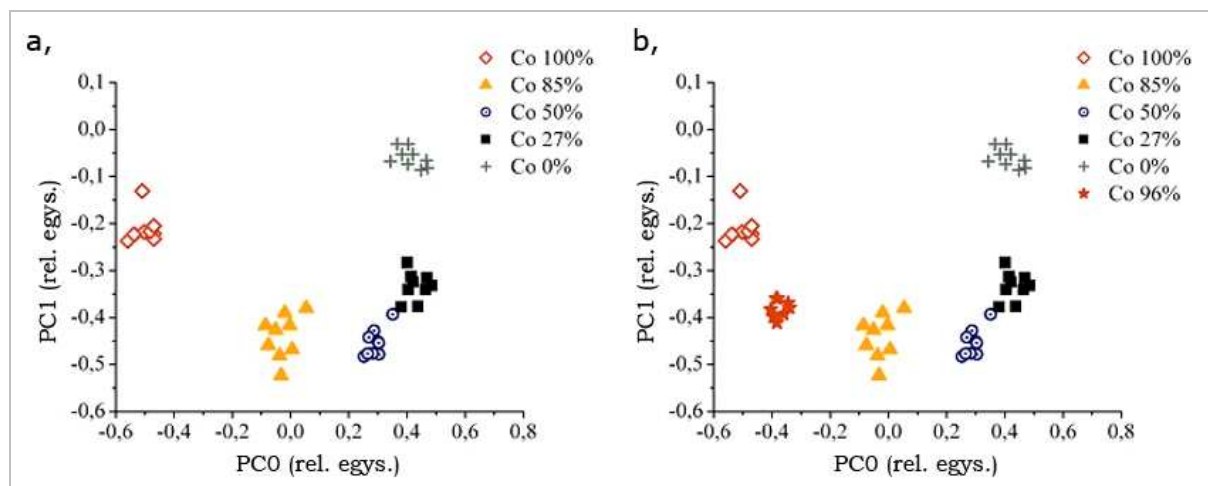 a,
Co 100%
Co 85%
Co 50%
Co 27%
Co 0%
0,1
0,0
-0,1
-0,2
-0,3
-0,4
-0,5
-0,6
PC1 (rel. egys.)
-0,6 -0,4 -0,2 0,0 0,2 0,4 0,6 0,8
PC0 (rel. egys.)
b,
Co 100%
Co 85%
Co 50%
Co 27%
Co 0%
Co 96%
0,1
0,0
-0,1
-0,2
-0,3
-0,4
-0,5
-0,6
PC1 (rel. egys.)
-0,6 -0,4 -0,2 0,0 0,2 0,4 0,6 0,8
PC0 (rel. egys.)